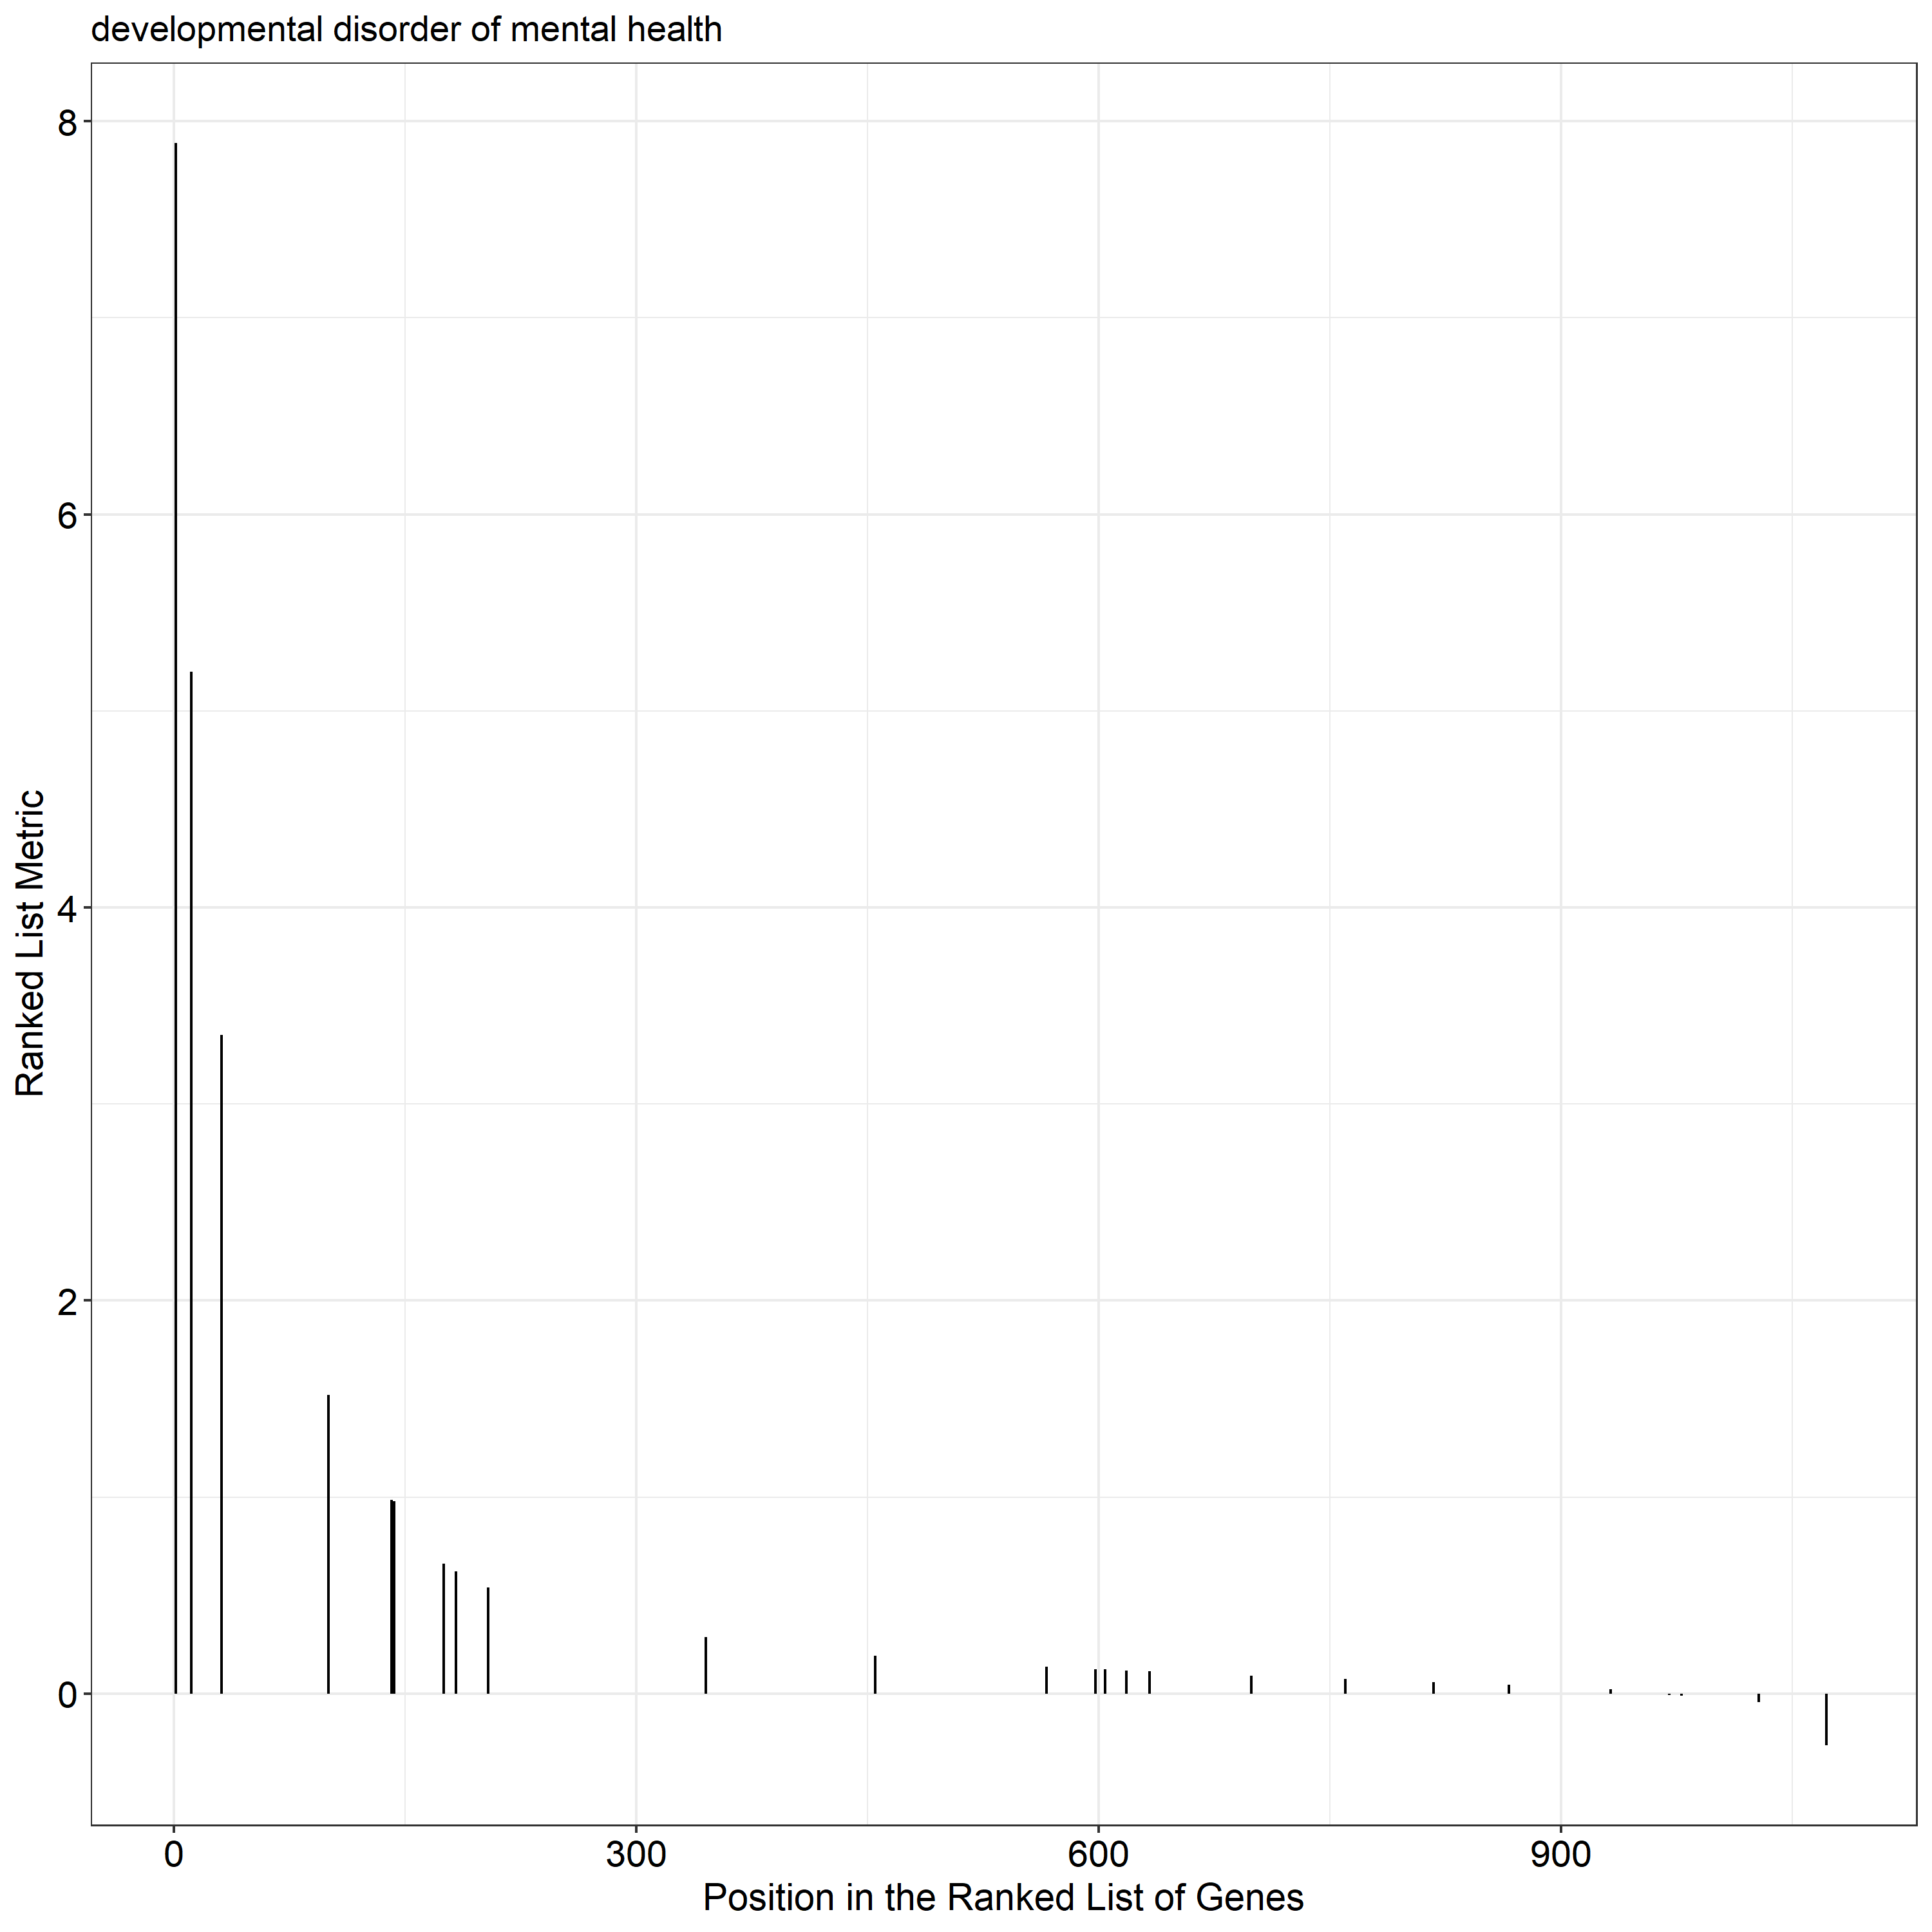 developmental disorder of mental health
8
6
4
2
0
Ranked List Metric
0 300 600 900
Position in the Ranked List of Genes